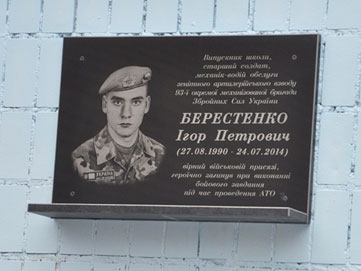 Випускник школи,
старший солдат,
механік-водій обслуги
зенітного артилерійського взводу
93-ї окремої механізованої бригади
Збройних Сил України
БЕРЕСТЕНКО
Ігор Петрович
(27.08.1990 - 24.07.2014)
вірний військовій присязі,
героїчно загинув при виконанні
бойового завдання
під час проведення АТО
УКРАЇНА